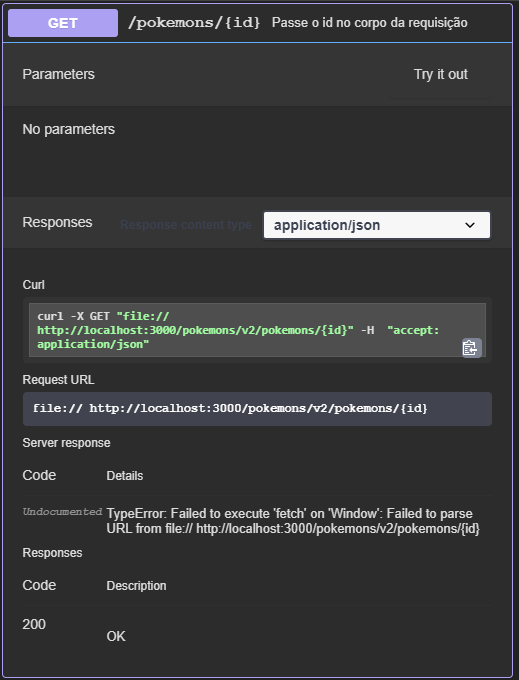 GET /pokemons/{id} Passe o id no corpo da requisição
Parameters Try it out
No parameters
Responses Response content type application/json
Curl
curl -X GET "file://
http://localhost:3000/pokemons/v2/pokemons/{id}" -H  "accept:
application/json"
Request URL
file:// http://localhost:3000/pokemons/v2/pokemons/{id}
Server response
Code Details
Undocumented TypeError: Failed to execute 'fetch' on 'Window': Failed to parse
URL from file:// http://localhost:3000/pokemons/v2/pokemons/{id}
Responses
Code Description
200
OK